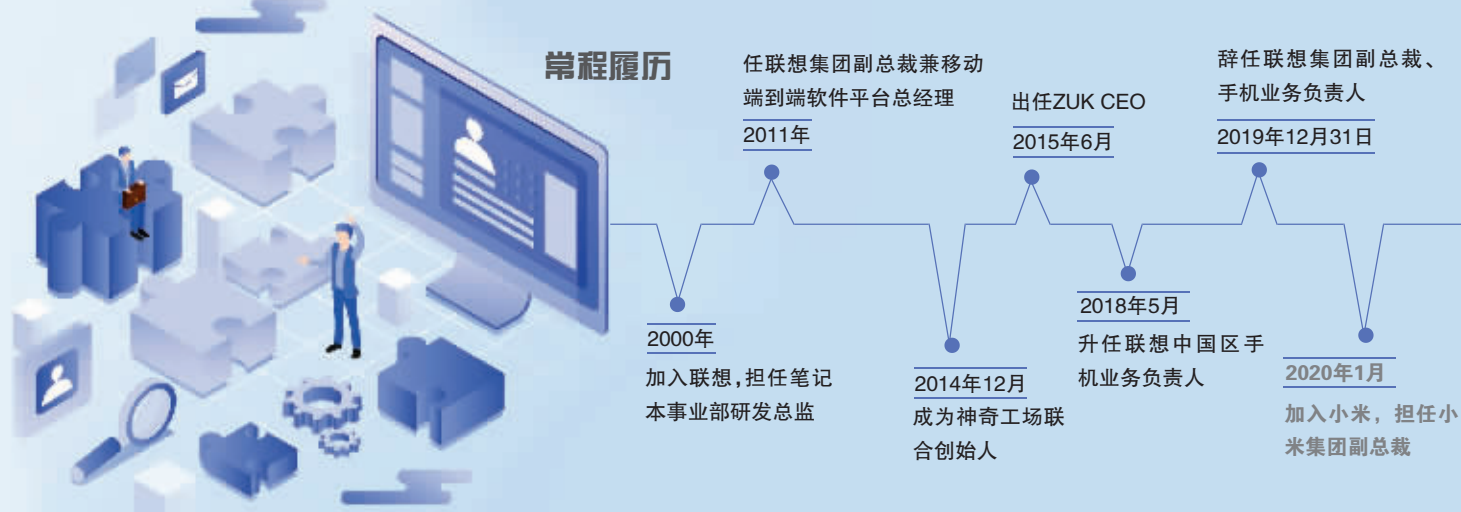 常程履历
2000年
加入联想，担任笔记
本事业部研发总监
任联想集团副总裁兼移动
端到端软件平台总经理
2011年
2014年12月
成为神奇工场联
合创始人
出任ZUK CEO
2015年6月
2018年5月
升任联想中国区手
机业务负责人
辞任联想集团副总裁、
手机业务负责人
2019年12月31日
2020年1月
加入小米，担任小
米集团副总裁